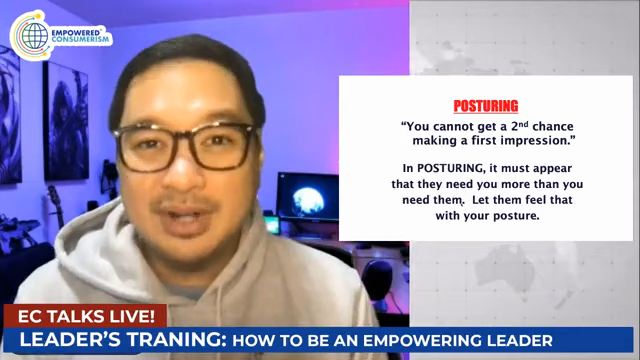 EMPOWERED
CONSUMERISM
POSTURING
“You cannot get a 2nd chance
making a first impression.”
In POSTURING, it must appear
that they need you more than you
need them. Let them feel that
with your posture.
EC TALKS LIVE!
LEADER'S TRANING: HOW TO BE AN EMPOWERING LEADER